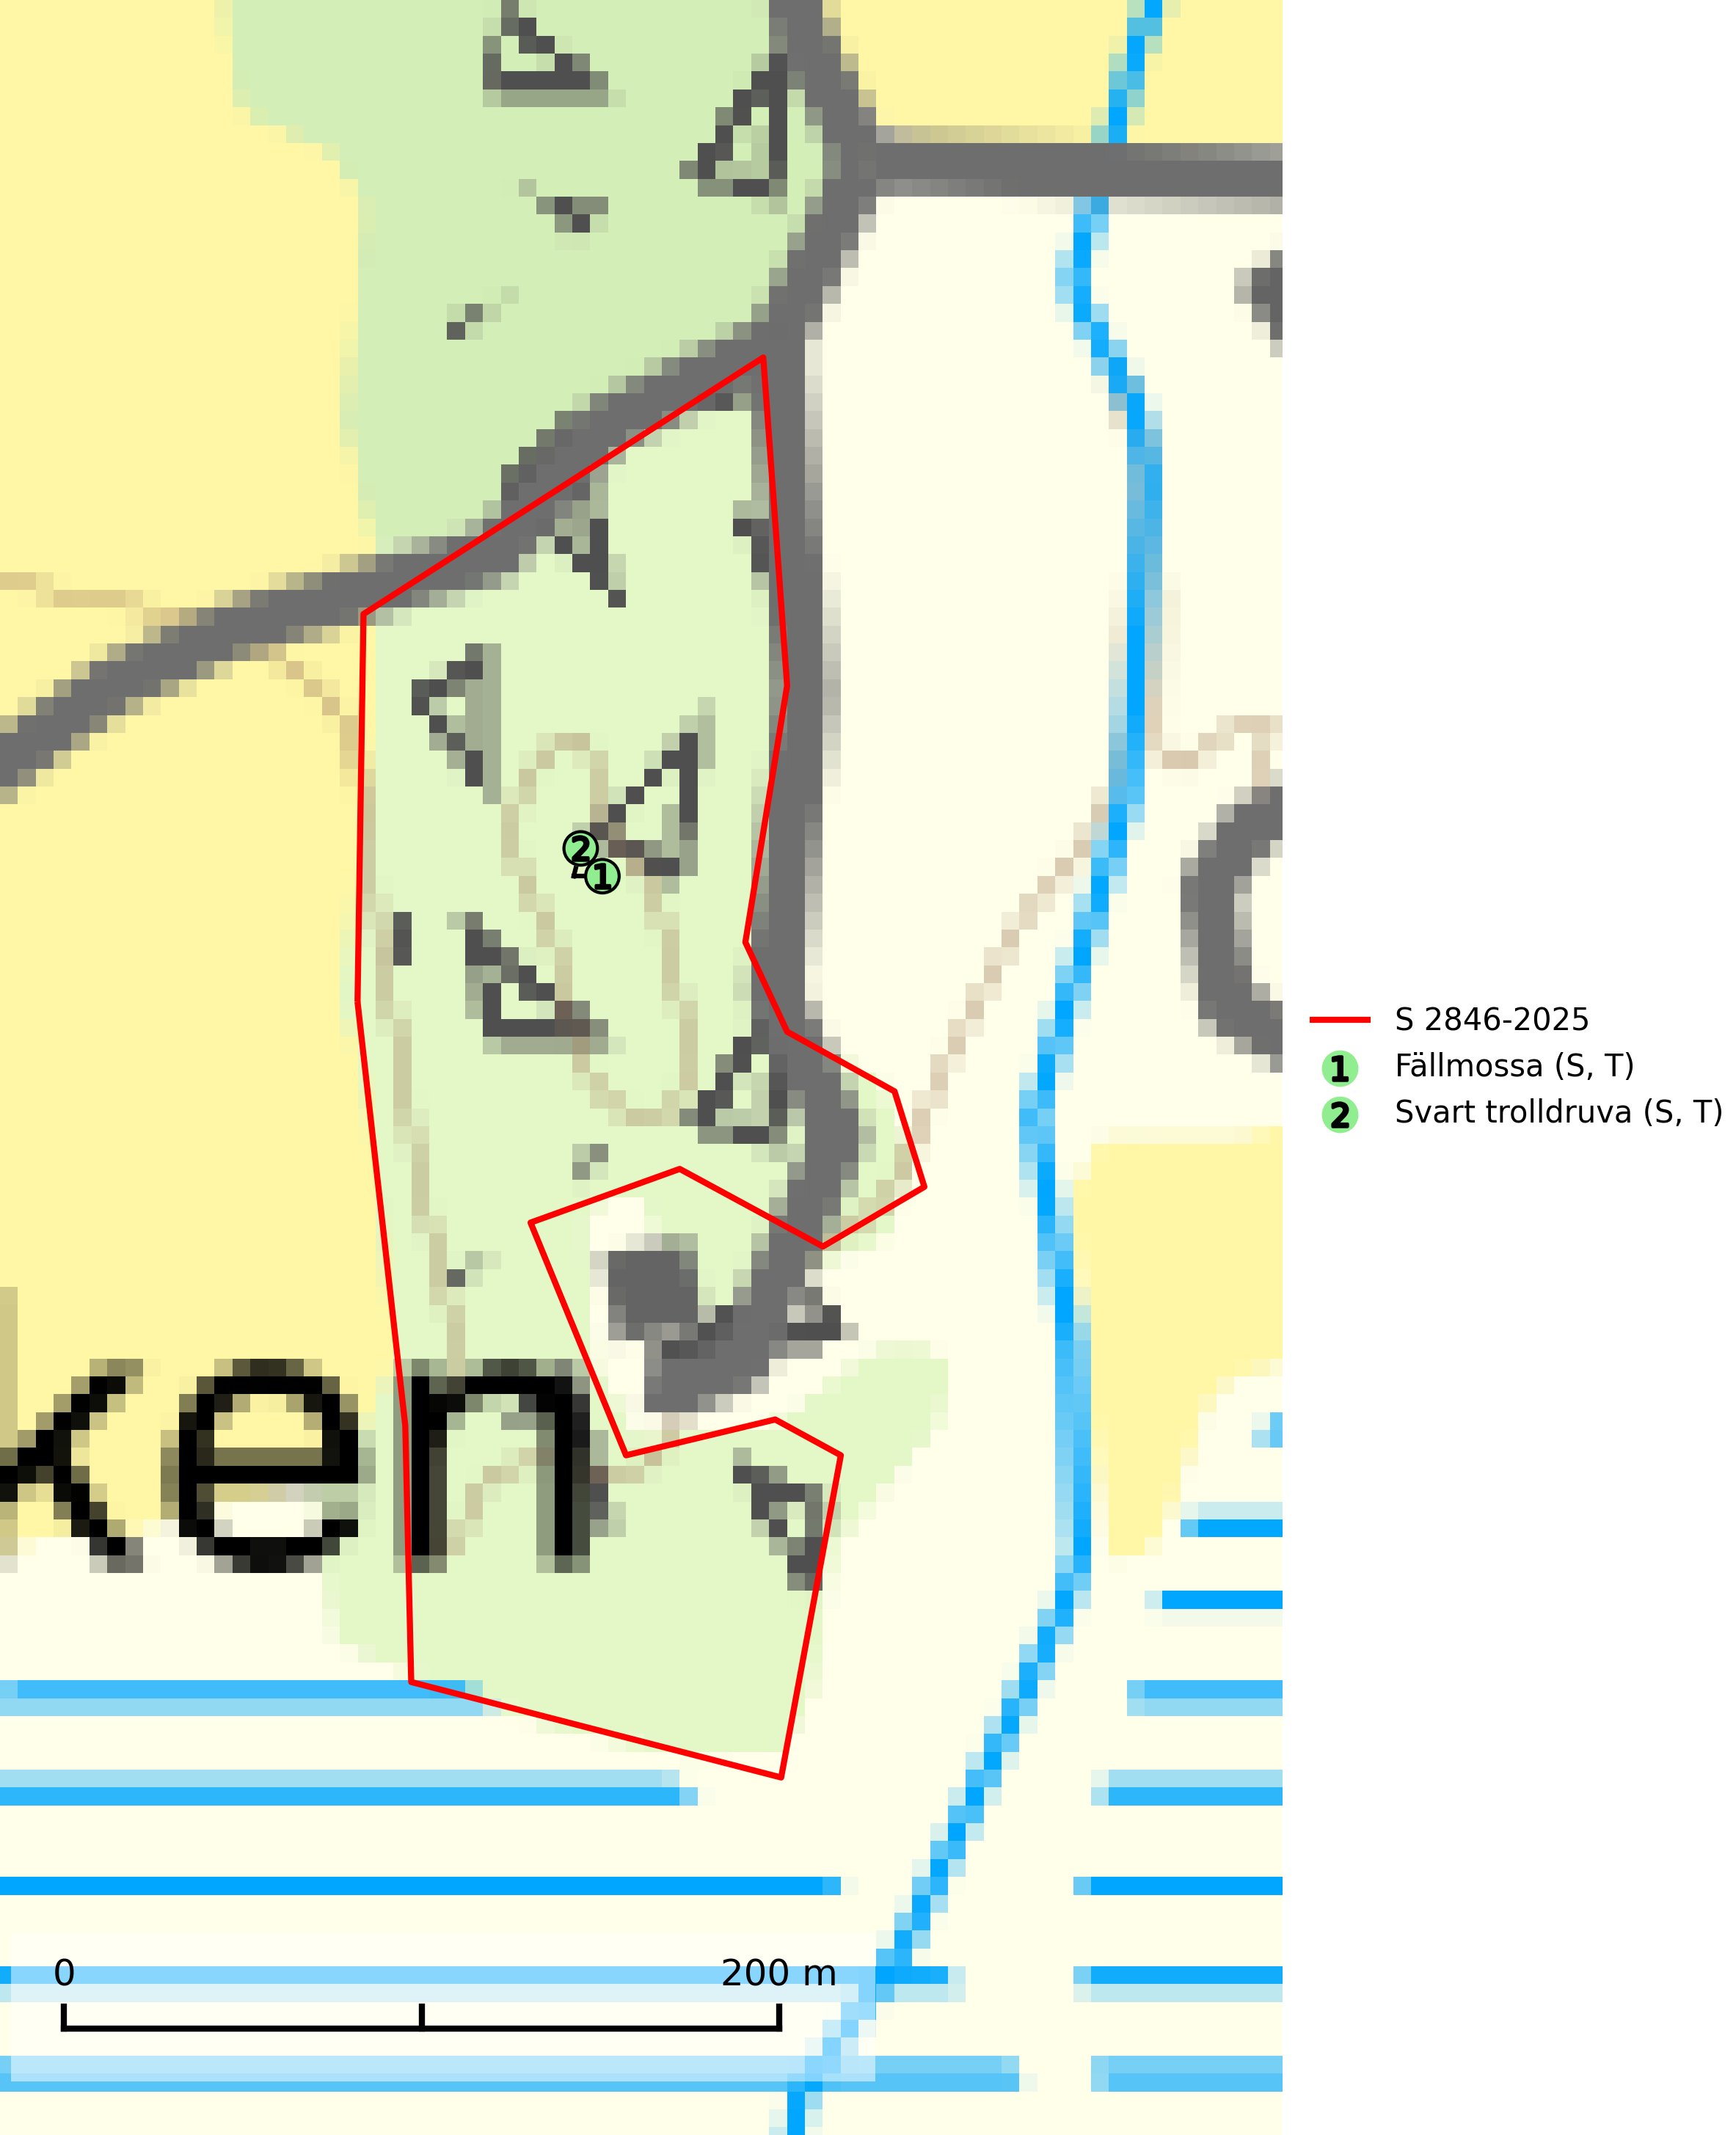 2
1
S 2846-2025
1 Fällmossa (S, T)
2 Svart trolldruva (S, T)
ken
0 200 m